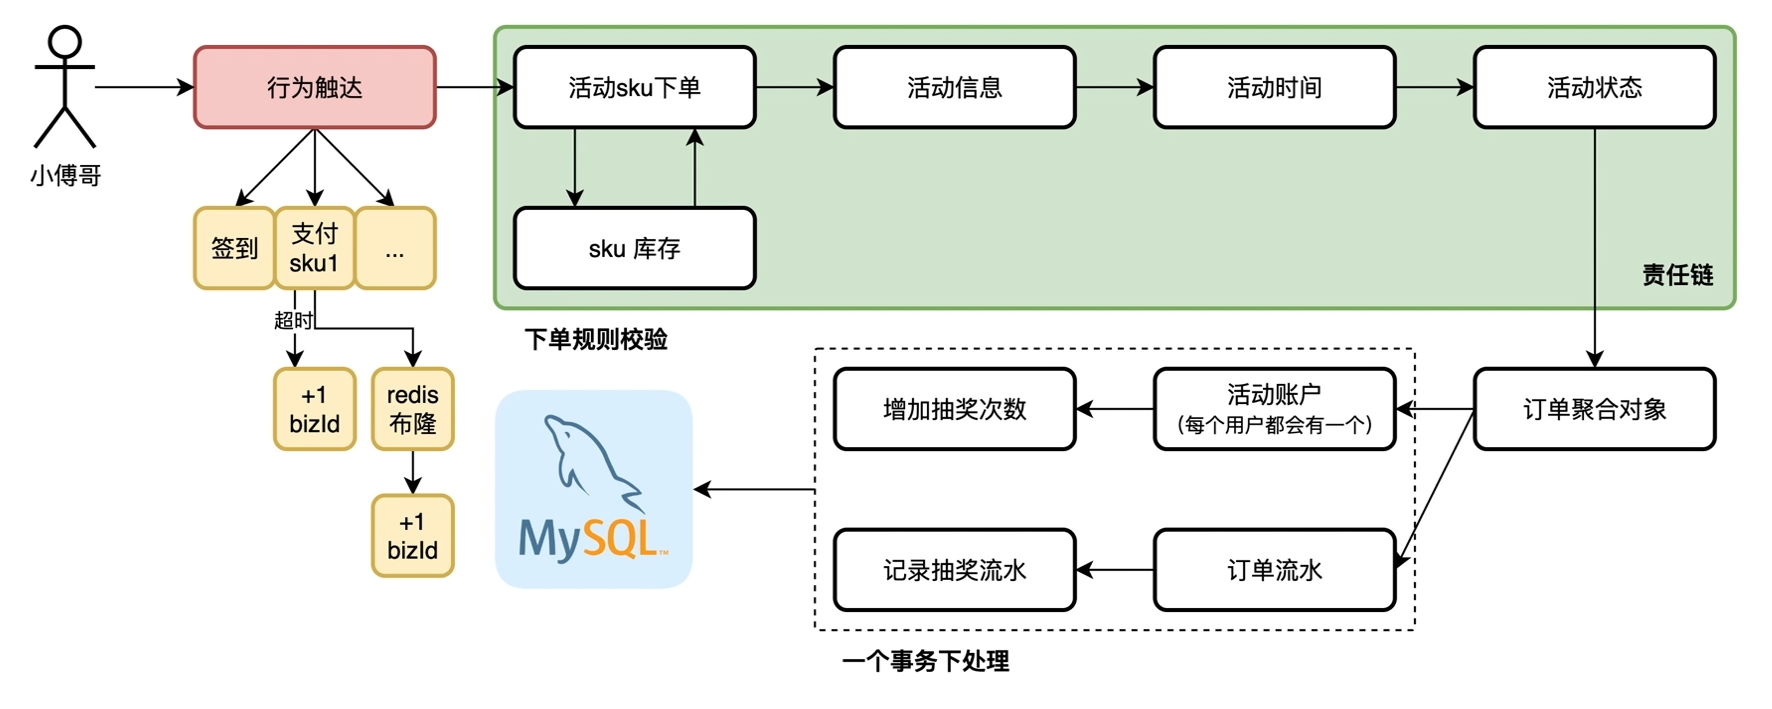 行为触达
活动sku下单
活动信息
活动时间
活动状态
小傅哥
签到
支付
sku1
...
sku 库存
责任链
超时
下单规则校验
+1
bizId
redis
布隆
增加抽奖次数
活动账户
(每个用户都会有一个)
订单聚合对象
MySQL™
+1
bizId
记录抽奖流水
订单流水
一个事务下处理